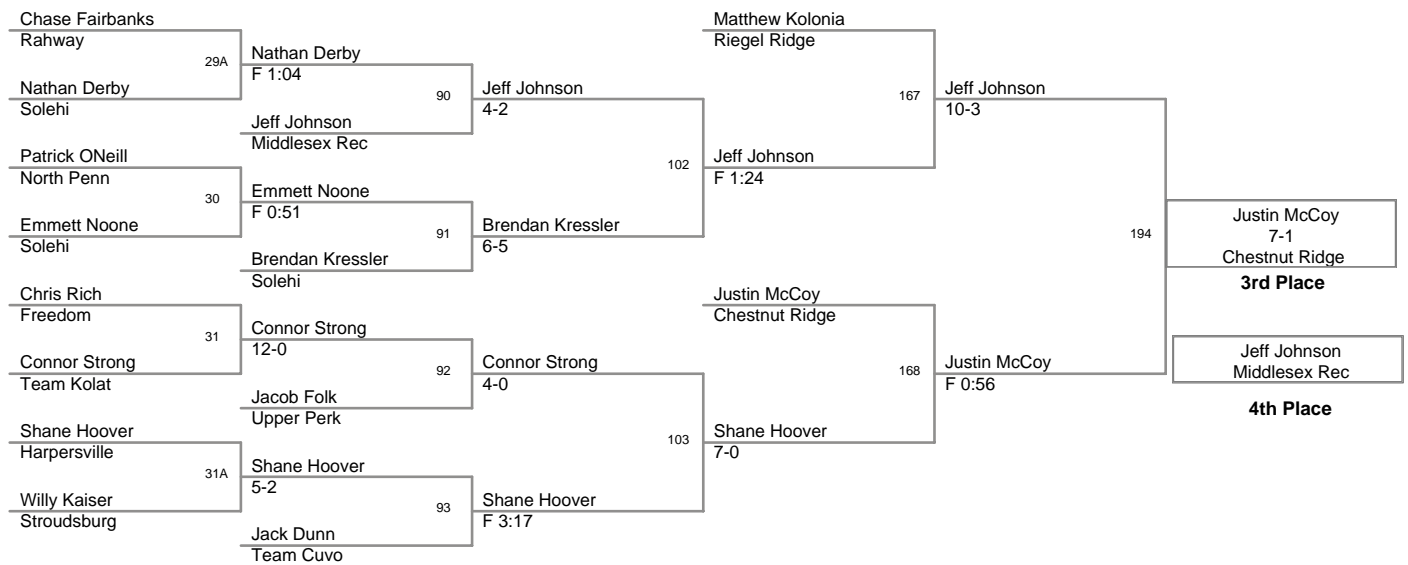 Chase Fairbanks
Rahway
29A
Nathan Derby
Solehi
Patrick ONeill
North Penn
30
Emmett Noone
Solehi
Chris Rich
Freedom
31
Connor Strong
Team Kolat
Shane Hoover
Harpersville
31A
Willy Kaiser
Stroudsburg
Nathan Derby
F 1:04
90
Jeff Johnson
Middlesex Rec
Emmett Noone
F 0:51
91
Brendan Kressler
Solehi
Connor Strong
12-0
92
Jacob Folk
Upper Perk
Shane Hoover
5-2
93
Jack Dunn
Team Cuvo
Jeff Johnson
4-2
102
Brendan Kressler
6-5
Connor Strong
4-0
103
Shane Hoover
F 3:17
Matthew Kolonia
Riegel Ridge
167
Jeff Johnson
F 1:24
Justin McCoy
Chestnut Ridge
168
Shane Hoover
7-0
Jeff Johnson
10-3
194
Justin McCoy
F 0:56
Justin McCoy
7-1
Chestnut Ridge
3rd Place
Jeff Johnson
Middlesex Rec
4th Place